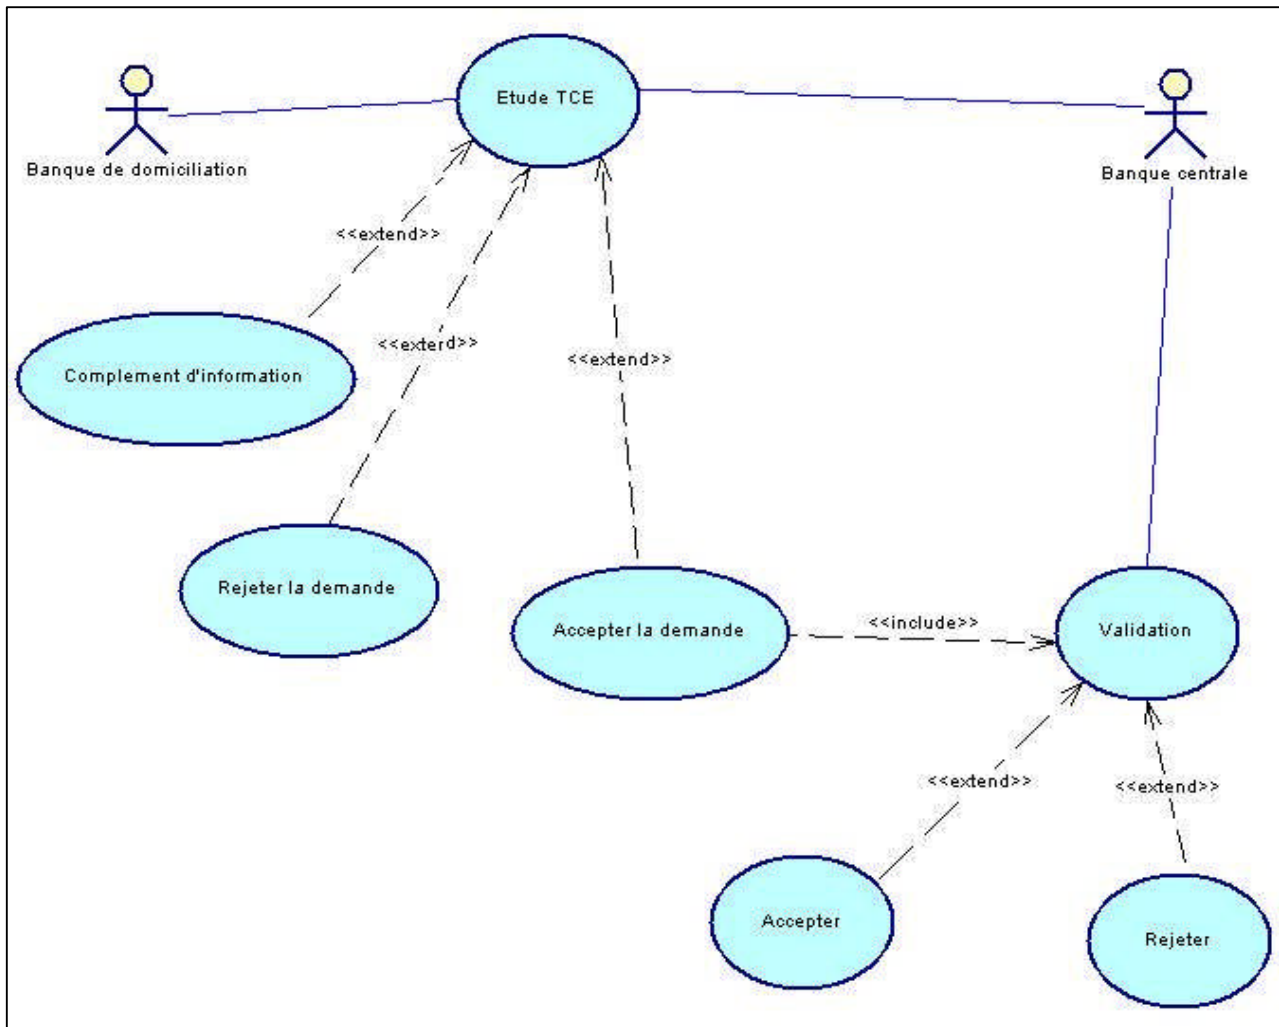 Etude TCE
Banque de domiciliation
Banque centrale
<<extend>>
<<exterd>>
<<extend>>
Complement d'information
Rejeter la demande
Accepter la demande
<<include>>
Validation
<<extend>>
<<extend>>
Accepter
Rejeter